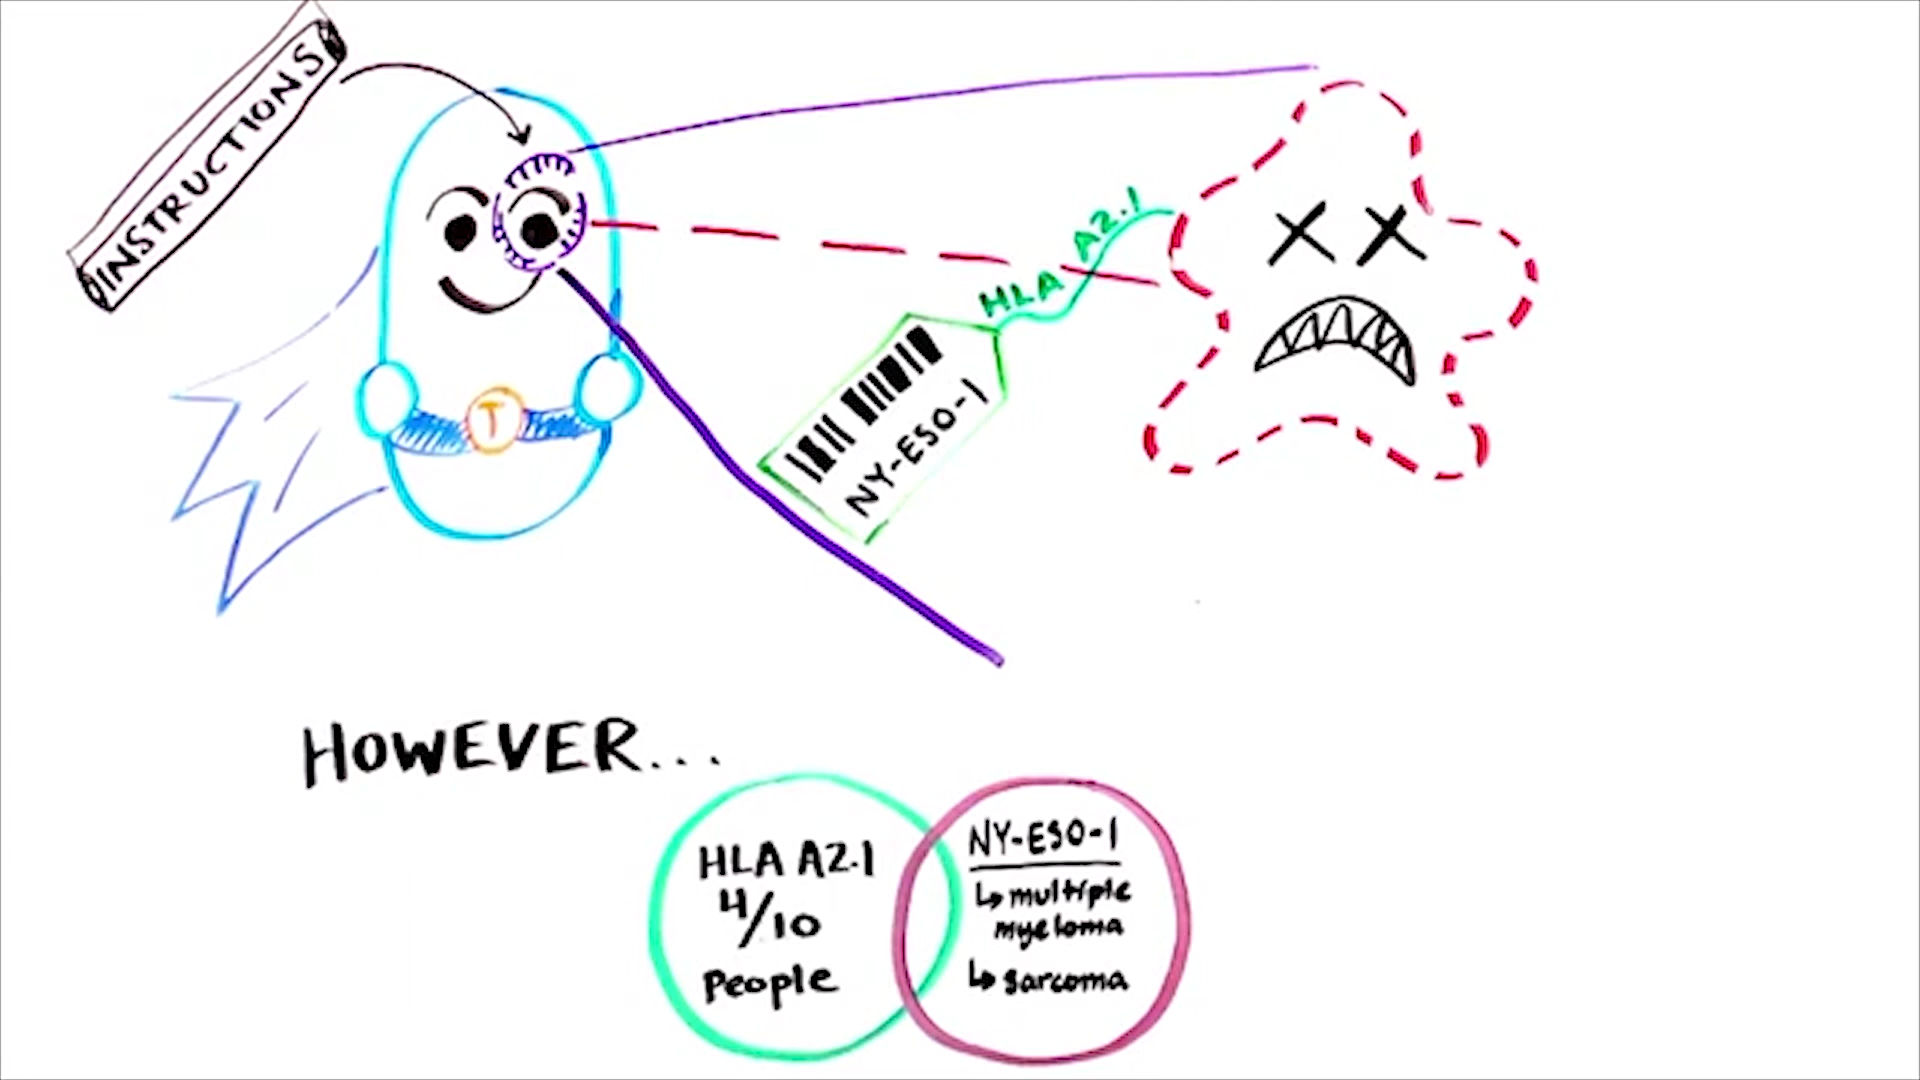 INSTRUCTIONS
T
HLA A2.1
NY-ESO-1
HOWEVER...
HLA A2.1
4/10
People
NY-ESO-1
↳ multiple
myeloma
↳ sarcoma